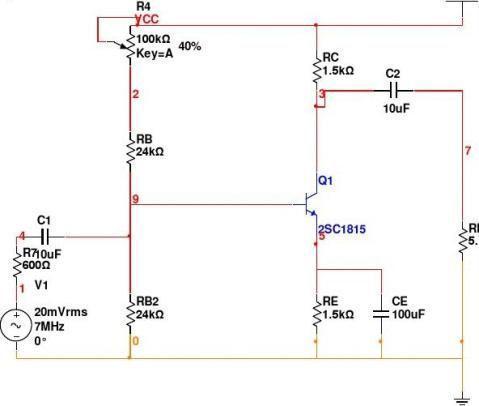 R4
VCC
100kΩ
Key=A
40%
RC
1.5kΩ
C2
3
10uF
2
RB
24kΩ
7
Q1
9
2SC1815
C1
4
10uF
5
R7
600Ω
1
V1
20mVrms
7MHz
0°
RB2
24kΩ
0
RE
1.5kΩ
CE
100uF
5.